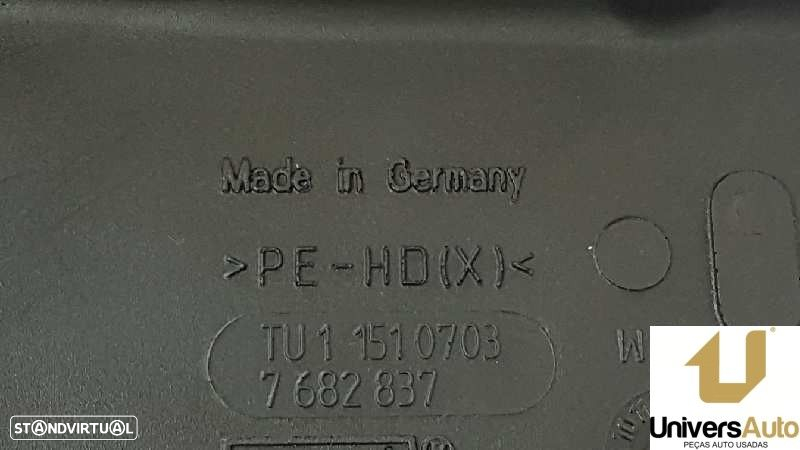 Made in Germany
>PE-HD(X)<
TU 1 151 0703
7 682 837
W
STANDVIRTUAL
UniversAuto
PEÇAS AUTO USADAS